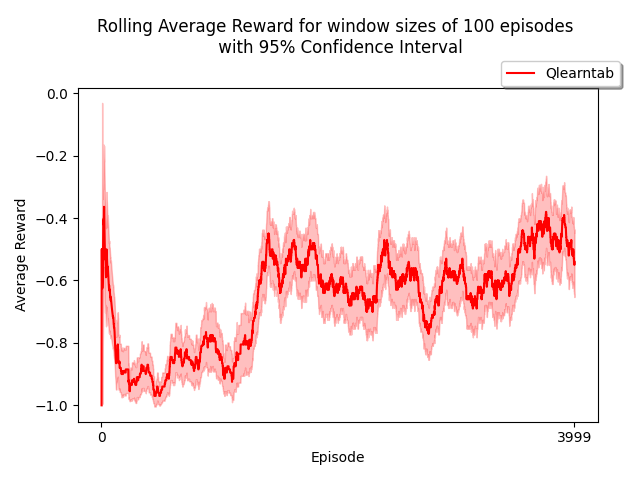 Rolling Average Reward for window sizes of 100 episodes
with 95% Confidence Interval
Qlearntab
0.0
−0.2
−0.4
−0.6
−0.8
−1.0
Average Reward
0
3999
Episode